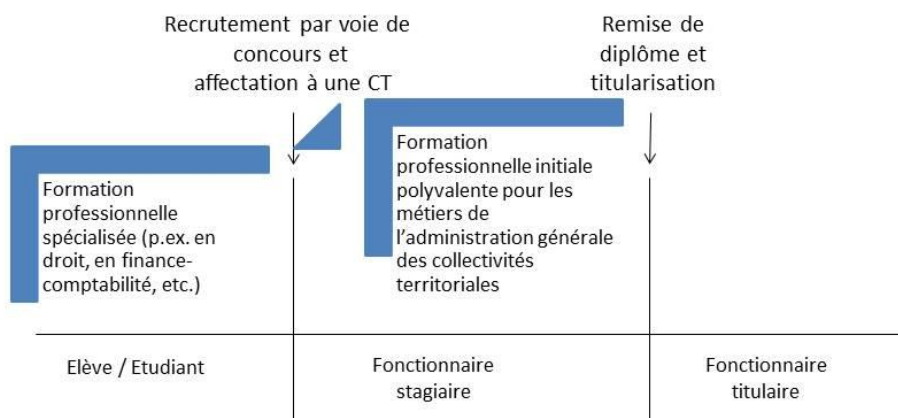 Recrutement par voie de
concours et
affectation à une CT
Remise
de
diplôme et
titularisation
Formation
professionnelle
spécialisée (p.ex. en
droit, en finance-
comptabilité, etc.)
Formation
professionnelle initiale
polyvalente pour les
métiers de
l'administration générale
des collectivités
territoriales
Elève / Etudiant
Fonctionnaire
stagiaire
Fonctionnaire
titulaire